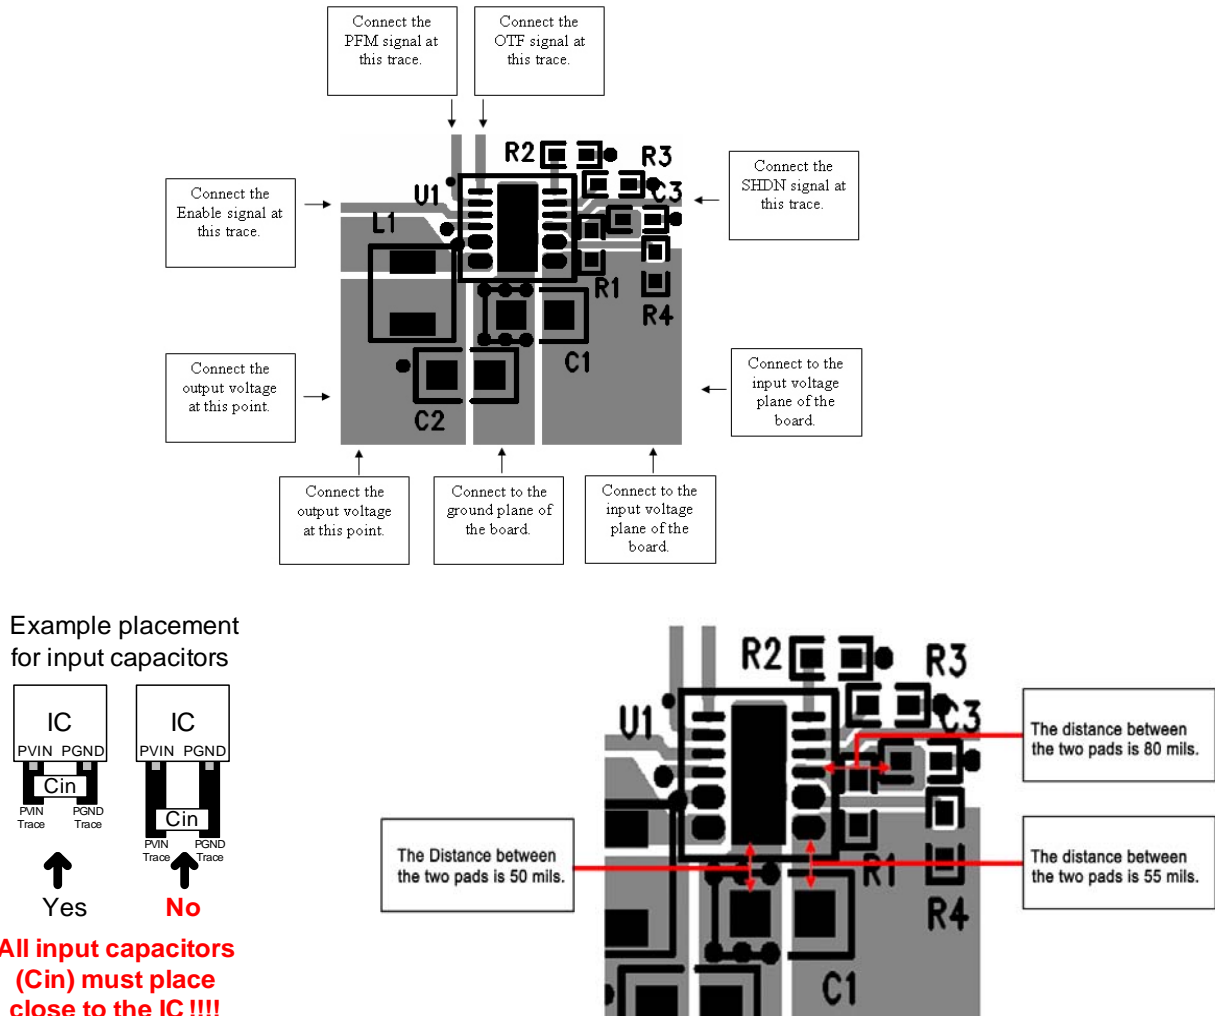 Connect the
PFM signal at
this trace.
Connect the
OTF signal at
this trace.
Connect the
Enable signal at
this trace.
Connect the
SHDN signal at
this trace.
R2
R3
U1
C3
L1
R1
R4
C1
C2
Connect the
output voltage
at this point.
Connect to the
input voltage
plane of the
board.
Connect the
output voltage
at this point.
Connect to the
ground plane of
the board.
Connect to the
input voltage
plane of the
board.
Example placement
for input capacitors
IC
PVIN PGND
Cin
PVIN
Trace
PGND
Trace
Yes
IC
PVIN PGND
Cin
PVIN
Trace
PGND
Trace
No
All input capacitors
(Cin) must place
close to the IC !!!!
R2
R3
U1
C3
R1
R4
C1
The distance between
the two pads is 80 mils.
The Distance between
the two pads is 50 mils.
The distance between
the two pads is 55 mils.